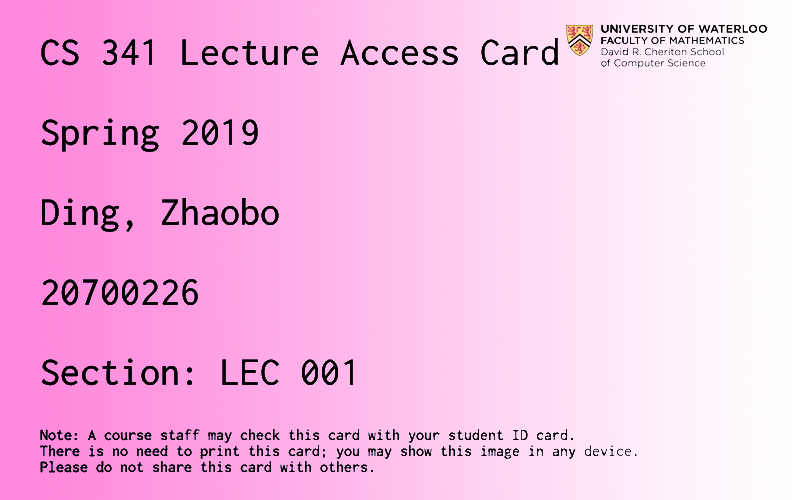 CS 341 Lecture Access Card
UNIVERSITY OF WATERLOO
FACULTY OF MATHEMATICS
David R. Cheriton School
of Computer Science
Spring 2019
Ding, Zhaobo
20700226
Section: LEC 001
Note: A course staff may check this card with your student ID card.
There is no need to print this card; you may show this image in any device.
Please do not share this card with others.